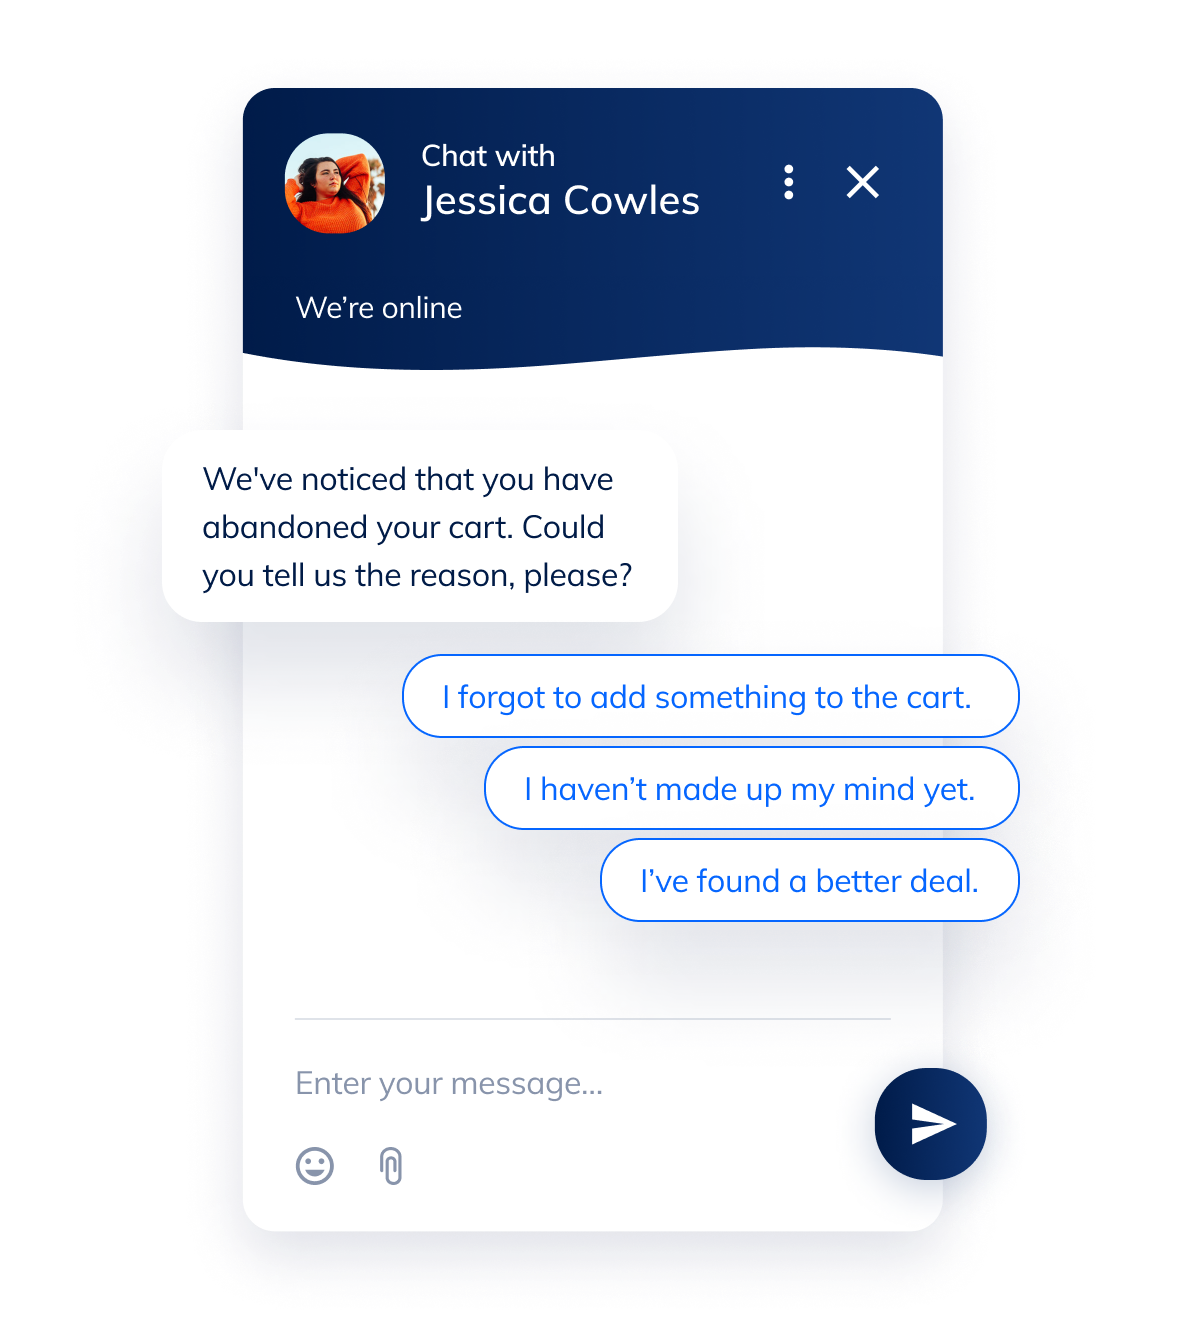 Chat with
Jessica Cowles
We’re online
We've noticed that you have
abandoned your cart. Could
you tell us the reason, please?
I forgot to add something to the cart.
I haven’t made up my mind yet.
I’ve found a better deal.
Enter your message...